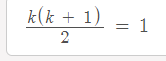 k(k + 1)
2
= 1